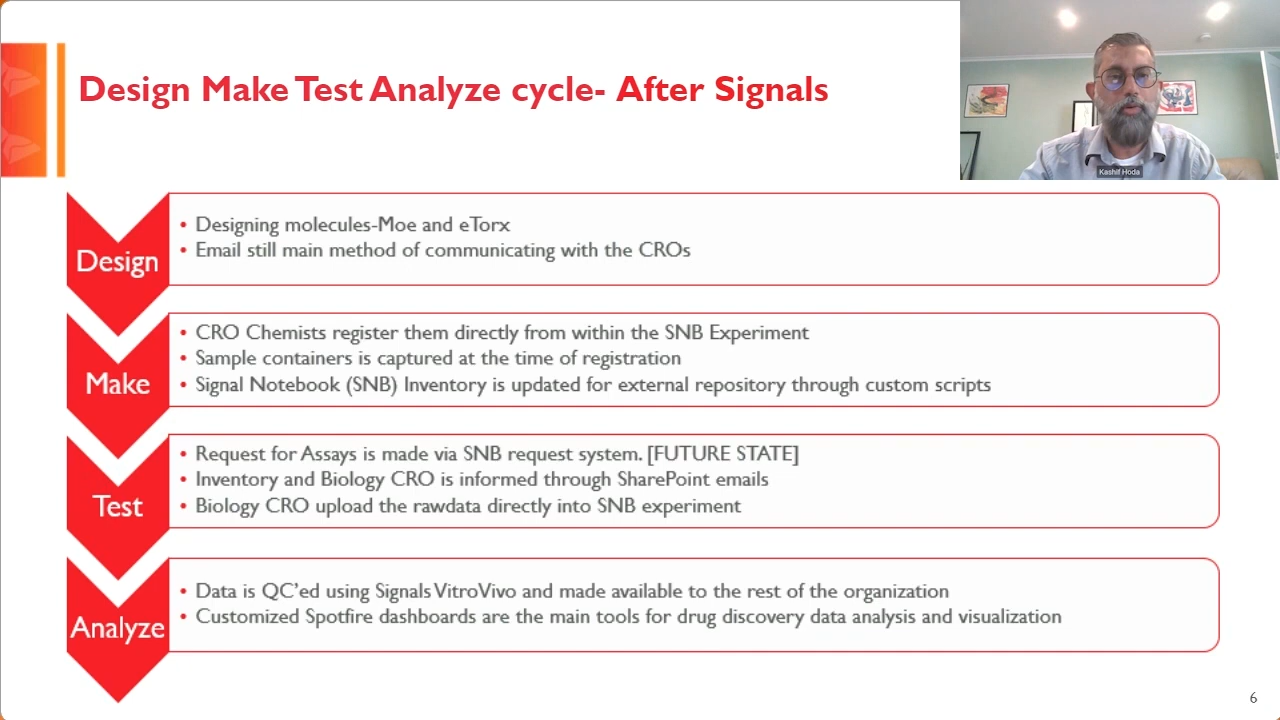 Design Make Test Analyze cycle- After Signals
Kashif Hoda
Design
• Designing molecules-Moe and eTorx
• Email still main method of communicating with the CROs
Make
• CRO Chemists register them directly from within the SNB Experiment
• Sample containers is captured at the time of registration
• Signal Notebook (SNB) Inventory is updated for external repository through custom scripts
Test
• Request for Assays is made via SNB request system. [FUTURE STATE]
• Inventory and Biology CRO is informed through SharePoint emails
• Biology CRO upload the rawdata directly into SNB experiment
Analyze
• Data is QC’ed using Signals VitroVivo and made available to the rest of the organization
• Customized Spotfire dashboards are the main tools for drug discovery data analysis and visualization
6